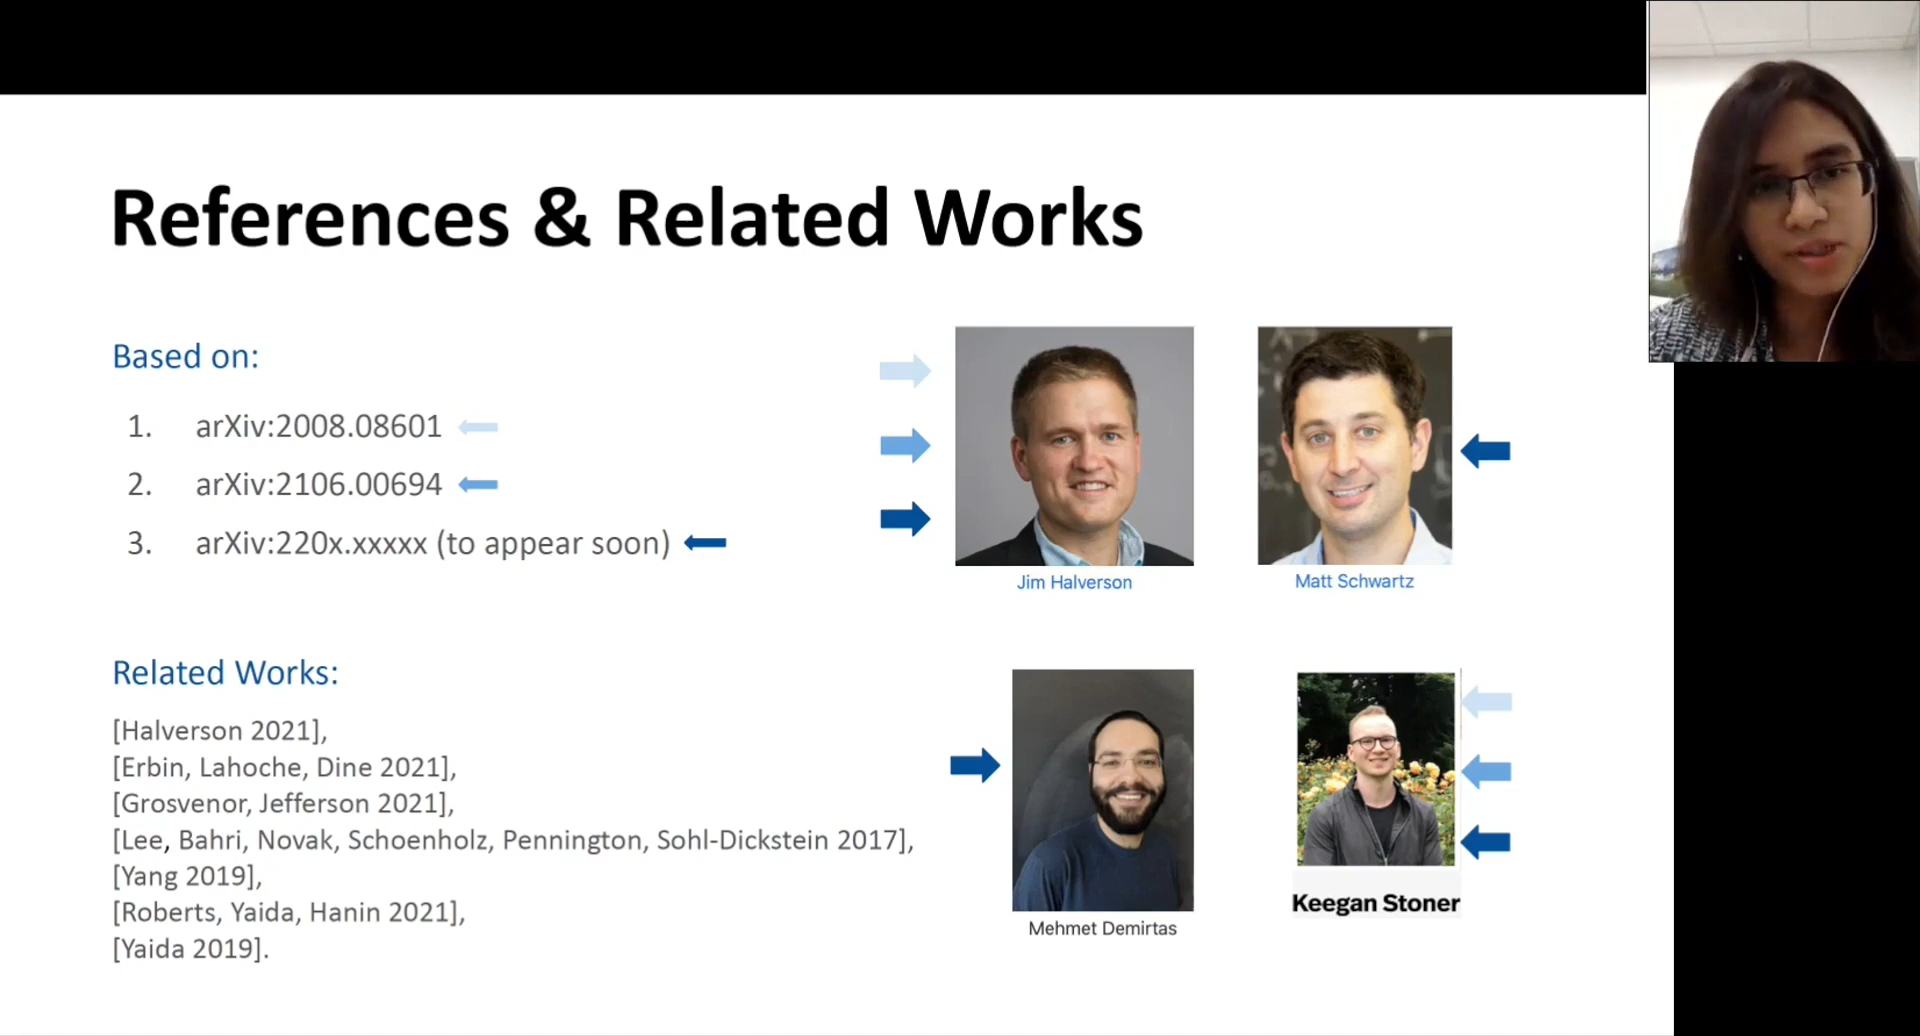 References & Related Works
Based on:
1. arXiv:2008.08601
2. arXiv:2106.00694
3. arXiv:220x.xxxxx (to appear soon)
Jim Halverson
Matt Schwartz
Related Works:
[Halverson 2021],
[Erbin, Lahoche, Dine 2021],
[Grosvenor, Jefferson 2021],
[Lee, Bahri, Novak, Schoenholz, Pennington, Sohl-Dickstein 2017],
[Yang 2019],
[Roberts, Yaida, Hanin 2021],
[Yaida 2019].
Mehmet Demirtas
Keegan Stoner